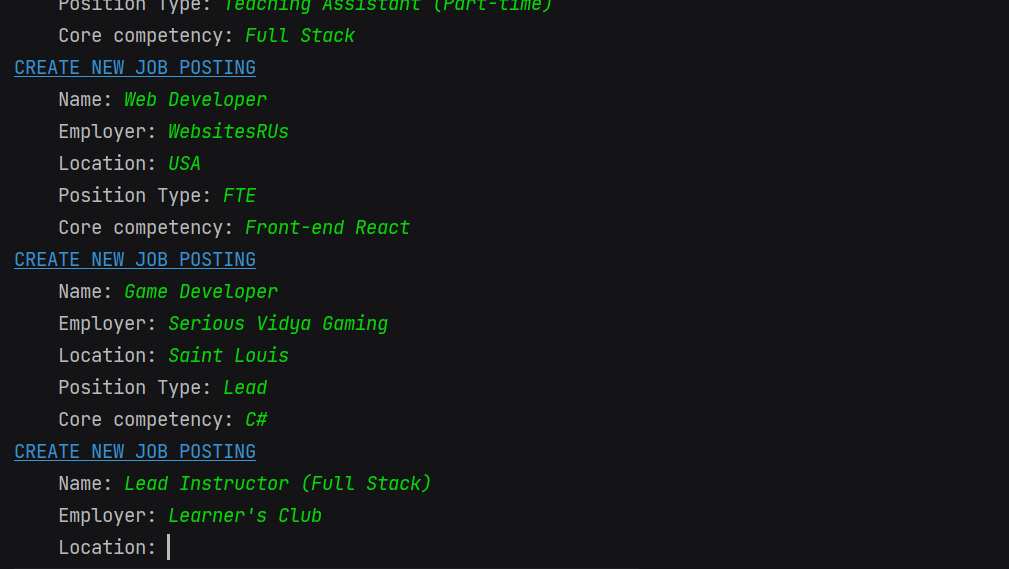 Position Type: Teaching Assistant (Part-time)
Core competency: Full Stack
CREATE NEW JOB POSTING
Name: Web Developer
Employer: WebsitesRUs
Location: USA
Position Type: FTE
Core competency: Front-end React
CREATE NEW JOB POSTING
Name: Game Developer
Employer: Serious Vidya Gaming
Location: Saint Louis
Position Type: Lead
Core competency: C#
CREATE NEW JOB POSTING
Name: Lead Instructor (Full Stack)
Employer: Learner's Club
Location: